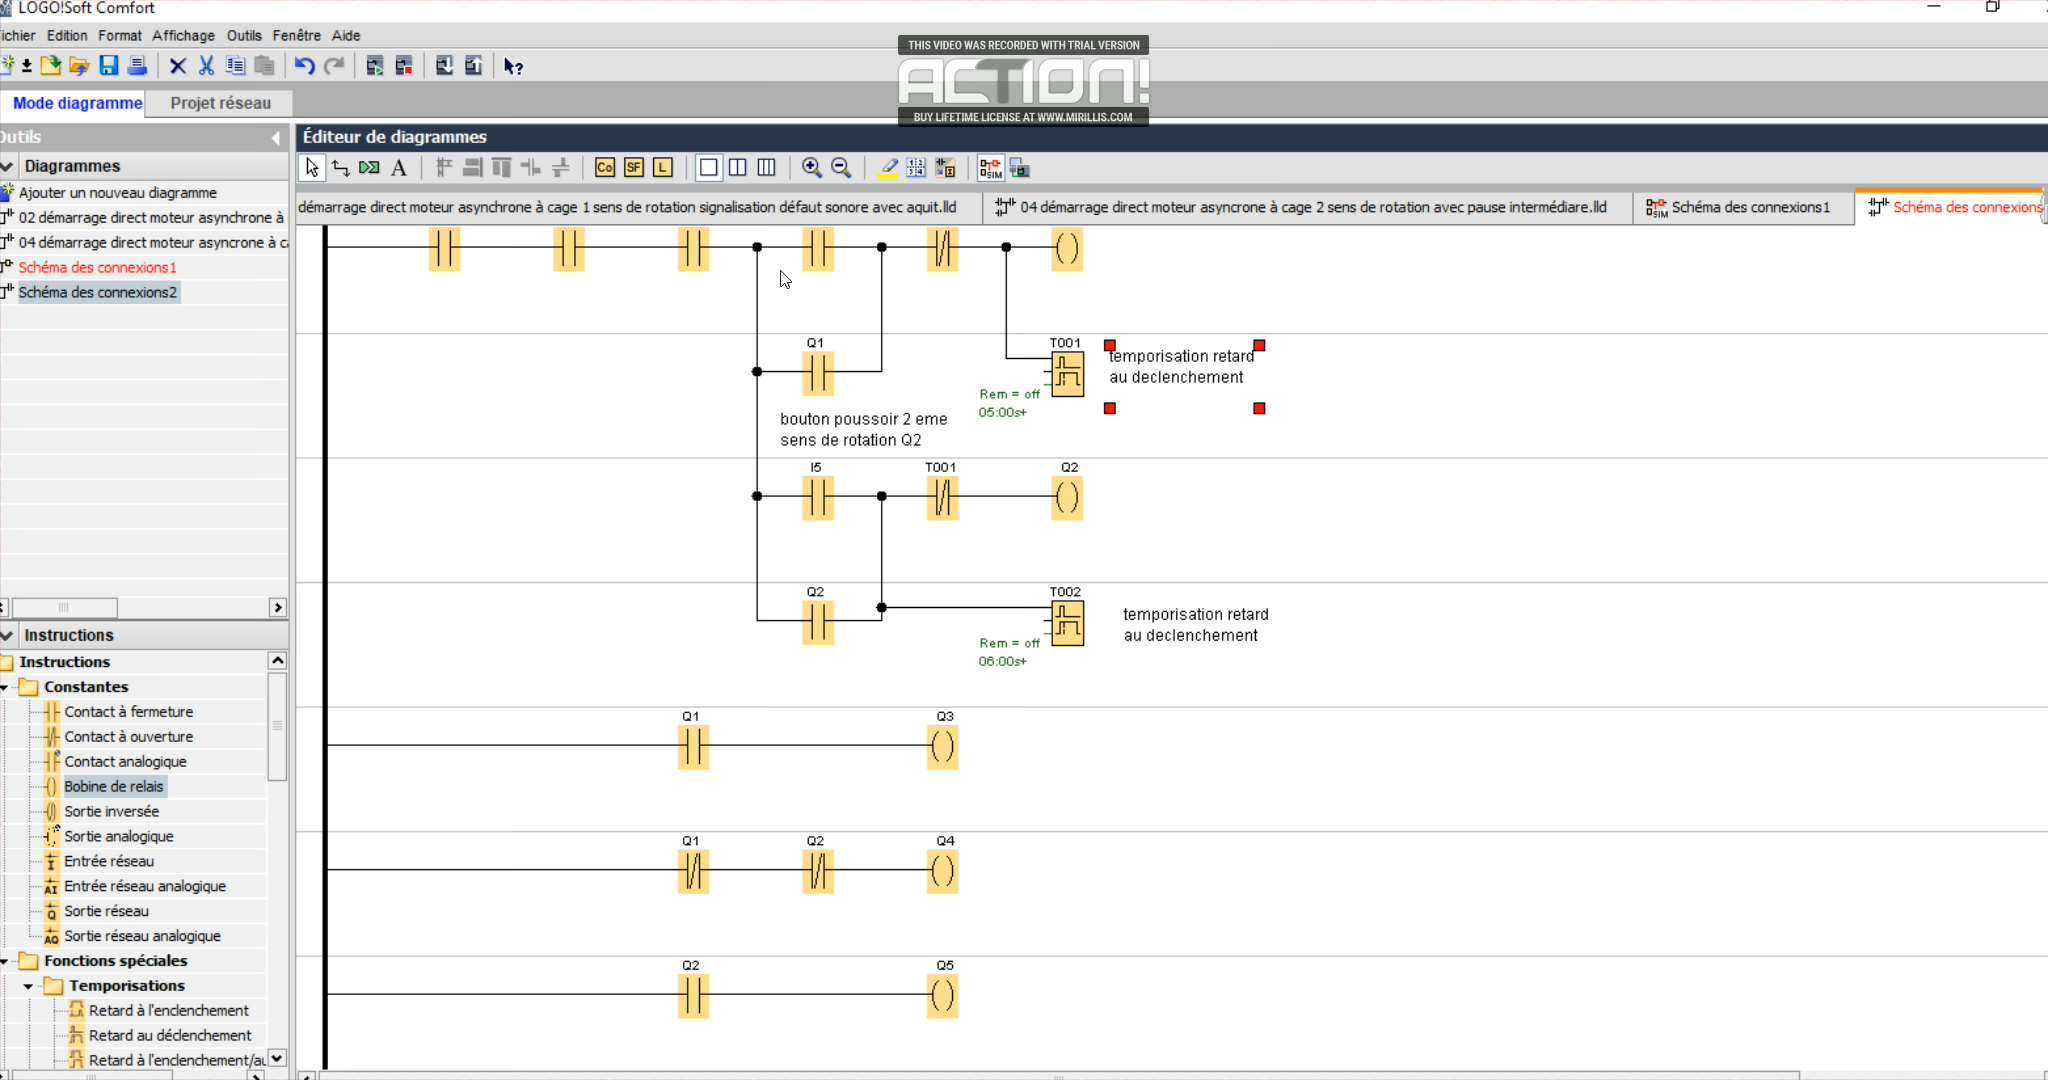 LOGO!Soft Comfort
ichier Edition Format Affichage Outils Fenêtre Aide
THIS VIDEO WAS RECORDED WITH TRIAL VERSION
ACTION!
BUY LIFETIME LICENSE AT WWW.MIRILLIS.COM
Mode diagramme Projet réseau
Outils
Éditeur de diagrammes
Diagrammes
Ajouter un nouveau diagramme
02 démarrage direct moteur asynchrone à
04 démarrage direct moteur asyncrone à ca
Schéma des connexions1
Schéma des connexions2
A Co SF L SIM
démarrage direct moteur asynchrone à cage 1 sens de rotation signalisation défaut sonore avec aquit.lld
04 démarrage direct moteur asyncrone à cage 2 sens de rotation avec pause intermédiare.lld
Schéma des connexions1
Schéma des connexions
Q1
T001
temporisation retard
au declenchement
Rem = off
05:00s+
bouton poussoir 2 eme
sens de rotation Q2
I5 T001 Q2
Q2 T002
temporisation retard
au declenchement
Rem = off
06:00s+
Q1 Q3
Q1 Q2 Q4
Q2 Q5
Instructions
Instructions
Constantes
Contact à fermeture
Contact à ouverture
Contact analogique
Bobine de relais
Sortie inversée
Sortie analogique
I Entrée réseau
AI Entrée réseau analogique
Q Sortie réseau
AQ Sortie réseau analogique
Fonctions spéciales
Temporisations
Retard à l'enclenchement
Retard au déclenchement
Retard à l'enclenchement/au